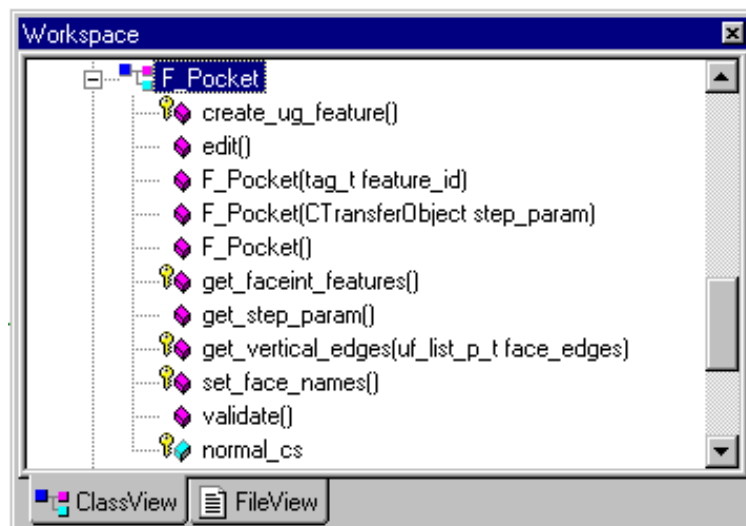 Workspace
F_Pocket
create_ug_feature()
edit()
F_Pocket(tag_t feature_id)
F_Pocket(CTransferObject step_param)
F_Pocket()
get_faceint_features()
get_step_param()
get_vertical_edges(uf_list_p_t face_edges)
set_face_names()
validate()
normal_cs
ClassView FileView